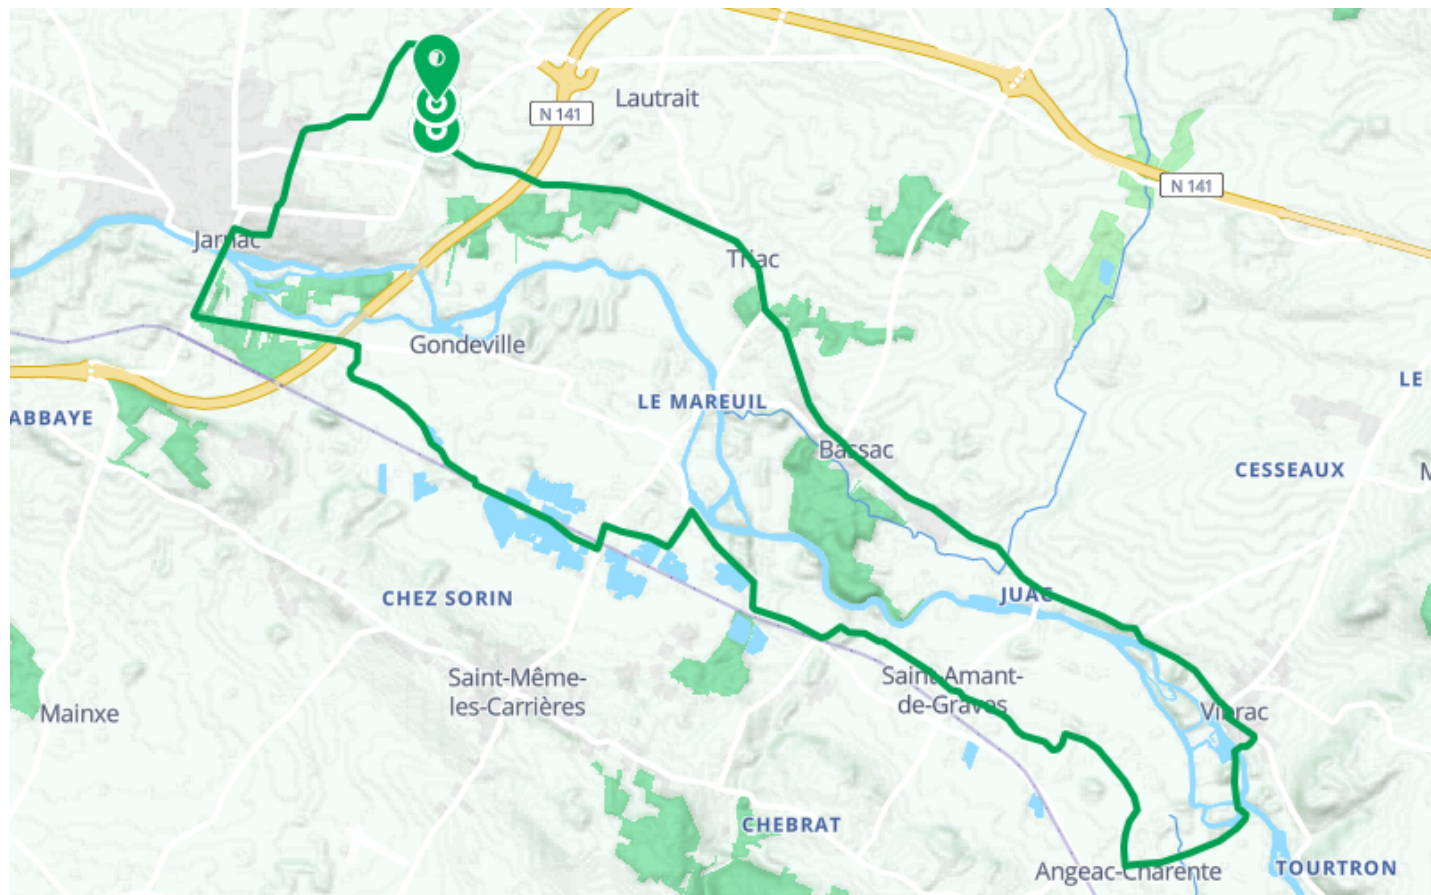 Lautrait
N 141
N 141
Jarnac
Triac
Gondeville
LE
LE MAREUIL
ABBAYE
Bassac
CESSEAUX
M
CHEZ SORIN
JUAC
Saint-Même-
les-Carrières
Saint-Amant-
de-Graves
Mainxe
Vibrac
CHEBRAT
Angeac-Charente
TOURTRON